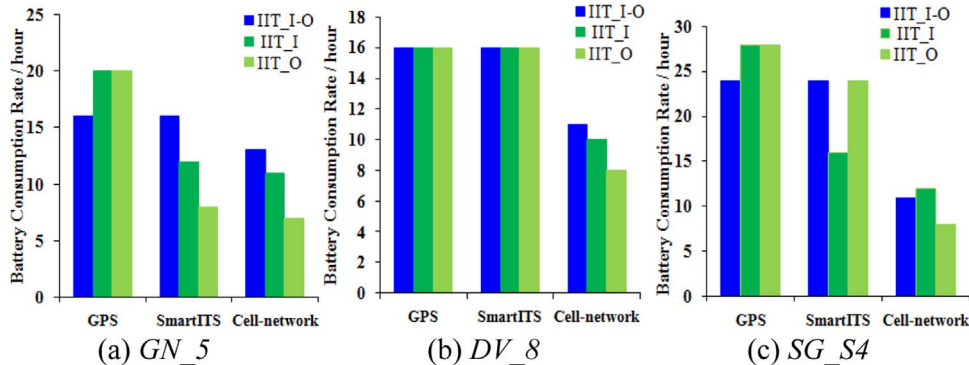 Battery Consumption Rate / hour
25
20
15
10
5
0
IIT_I-O
IIT_I
IIT_O
GPS SmartITS Cell-network
(a) GN_5
Battery Consumption Rate / hour
18
16
14
12
10
8
6
4
2
0
IIT_I-O
IIT_I
IIT_O
GPS SmartITS Cell-network
(b) DV_8
Battery Consumption Rate / hour
30
25
20
15
10
5
0
IIT_I-O
IIT_I
IIT_O
GPS SmartITS Cell-network
(c) SG_S4